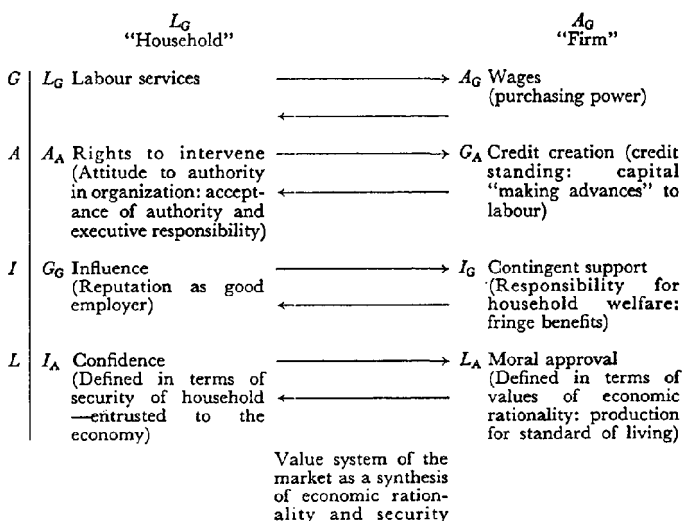 L_G A_G
"Household" "Firm"
G L_G Labour services A_G Wages
(purchasing power)
A A_A Rights to intervene G_A Credit creation (credit
(Attitude to authority standing: capital
in organization: accept- "making advances" to
ance of authority and labour)
executive responsibility)
I G_G Influence I_G Contingent support
(Reputation as good (Responsibility for
employer) household welfare:
fringe benefits)
L I_A Confidence L_A Moral approval
(Defined in terms of (Defined in terms of
security of household values of economic
—entrusted to the rationality: production
economy) for standard of living)
Value system of the
market as a synthesis
of economic ration-
ality and security